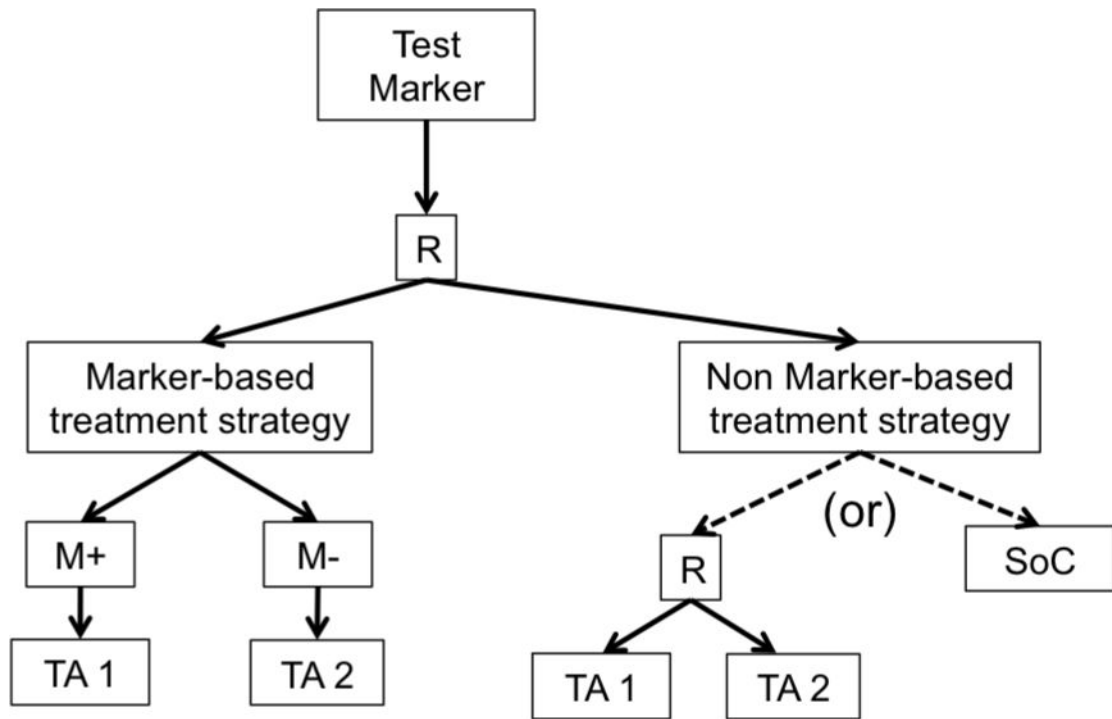 Test
Marker
R
Marker-based
treatment strategy
Non Marker-based
treatment strategy
M+
M-
(or)
R
SoC
TA 1
TA 2
TA 1
TA 2